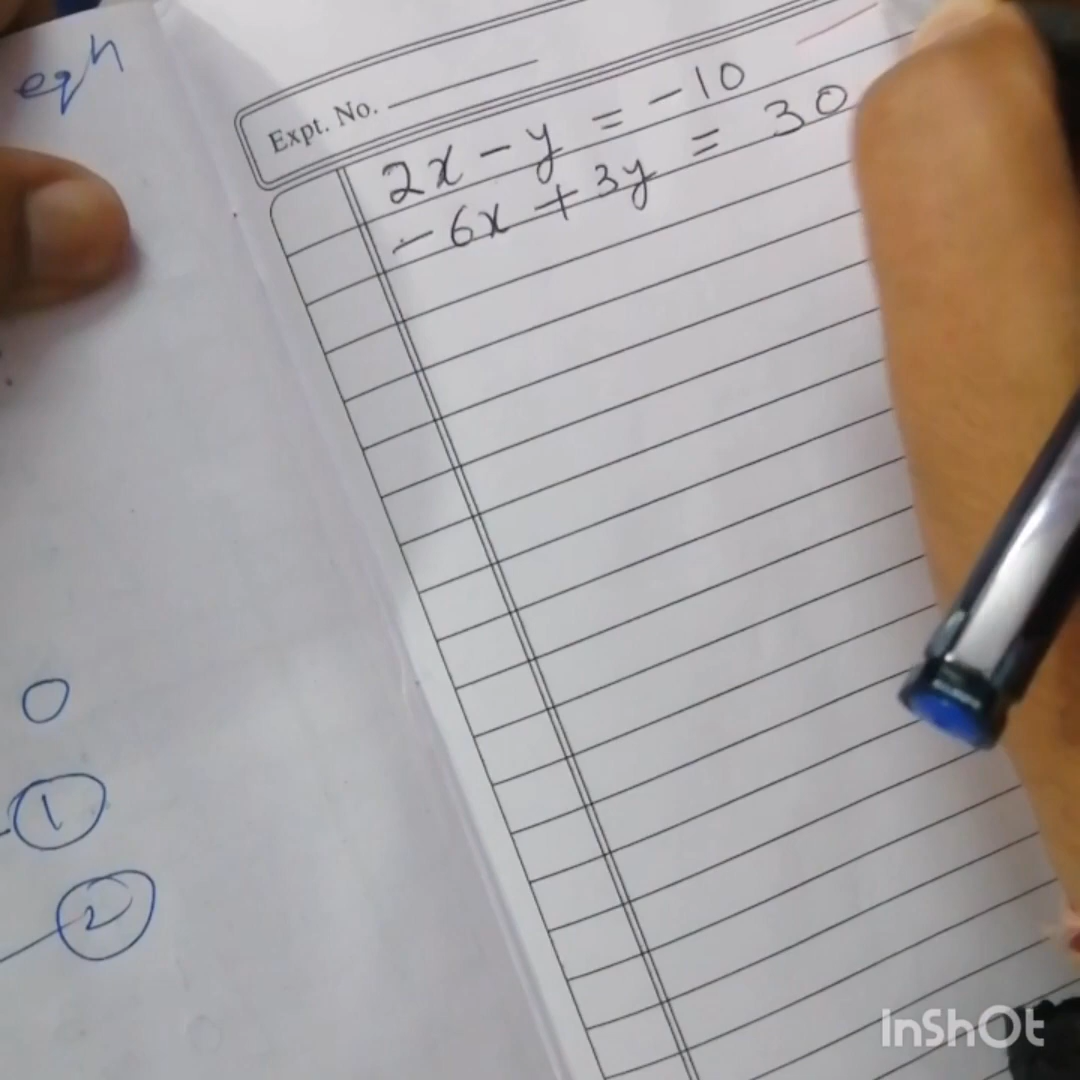 eqn
Expt. No.
2x - y = -10
-6x + 3y = 30
0
1
2
InShOt